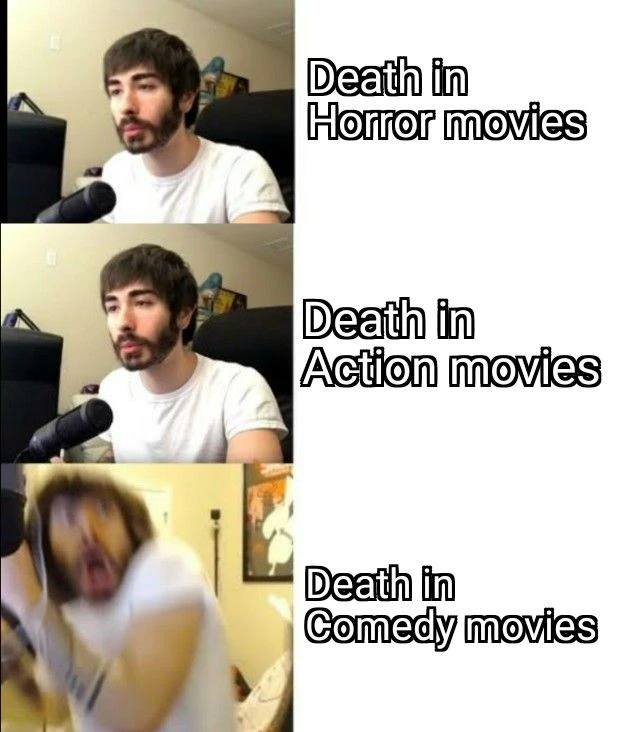 Death in
Horror movies
Death in
Action movies
Death in
Comedy movies